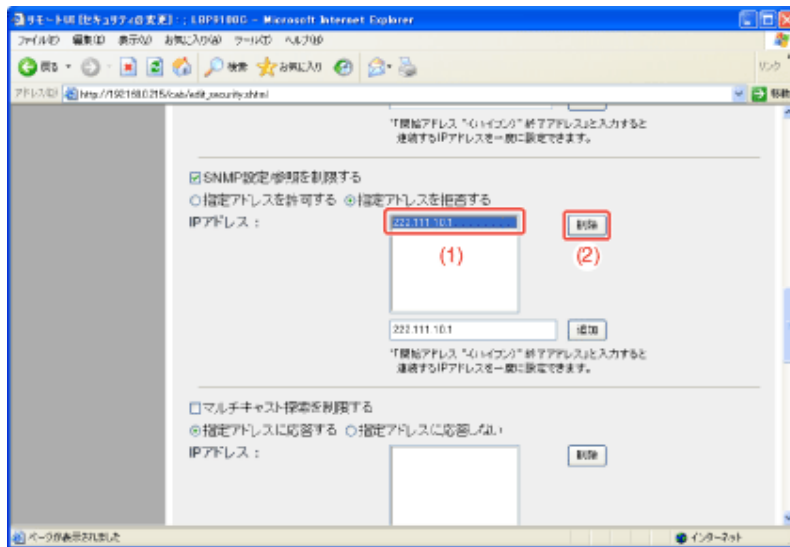 リモートUI [セキュリティの変更] : ; LBP9100C - Microsoft Internet Explorer
ファイル(F) 編集(E) 表示(V) お気に入り(A) ツール(T) ヘルプ(H)
戻る 検索 お気に入り リンク
アドレス(D) http://192.168.0.215/cab/edit_security.shtml 移動
"「開始アドレス "-(ハイフン)" 終了アドレス」と入力すると
連続するIPアドレスを一度に設定できます。
SNMP設定/参照を制限する
指定アドレスを許可する 指定アドレスを拒否する
IPアドレス :
222.111.10.1
削除
(1) (2)
222.111.10.1 追加
"「開始アドレス "-(ハイフン)" 終了アドレス」と入力すると
連続するIPアドレスを一度に設定できます。
マルチキャスト探索を制限する
指定アドレスに応答する 指定アドレスに応答しない
IPアドレス :
削除
ページが表示されました インターネット